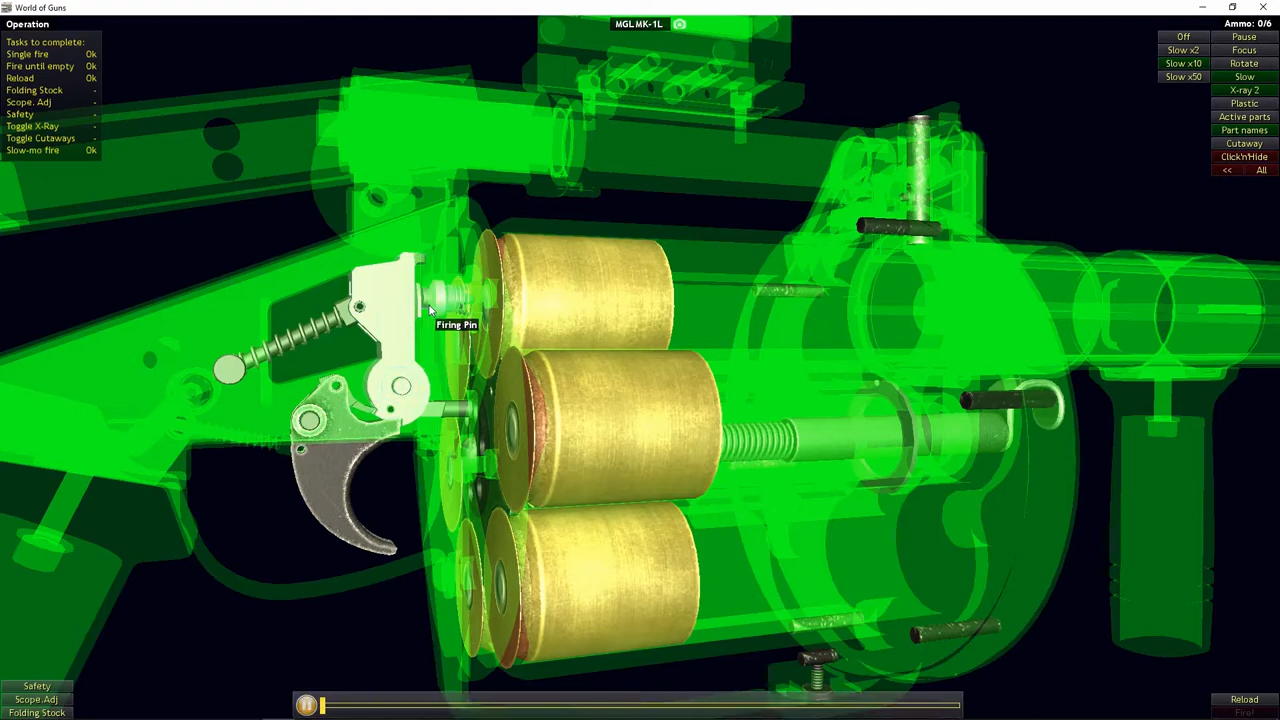 World of Guns
Operation
MGL MK-1L
Ammo: 0/6
Tasks to complete:
Single fire Ok
Fire until empty Ok
Reload Ok
Folding Stock -
Scope. Adj -
Safety -
Toggle X-Ray -
Toggle Cutaways -
Slow-mo fire Ok
Off
Slow x2
Slow x10
Slow x50
Pause
Focus
Rotate
Slow
X-ray 2
Plastic
Active parts
Part names
Cutaway
Click'n'Hide
<< All
Firing Pin
Safety
Scope.Adj
Folding Stock
Reload
Fire!